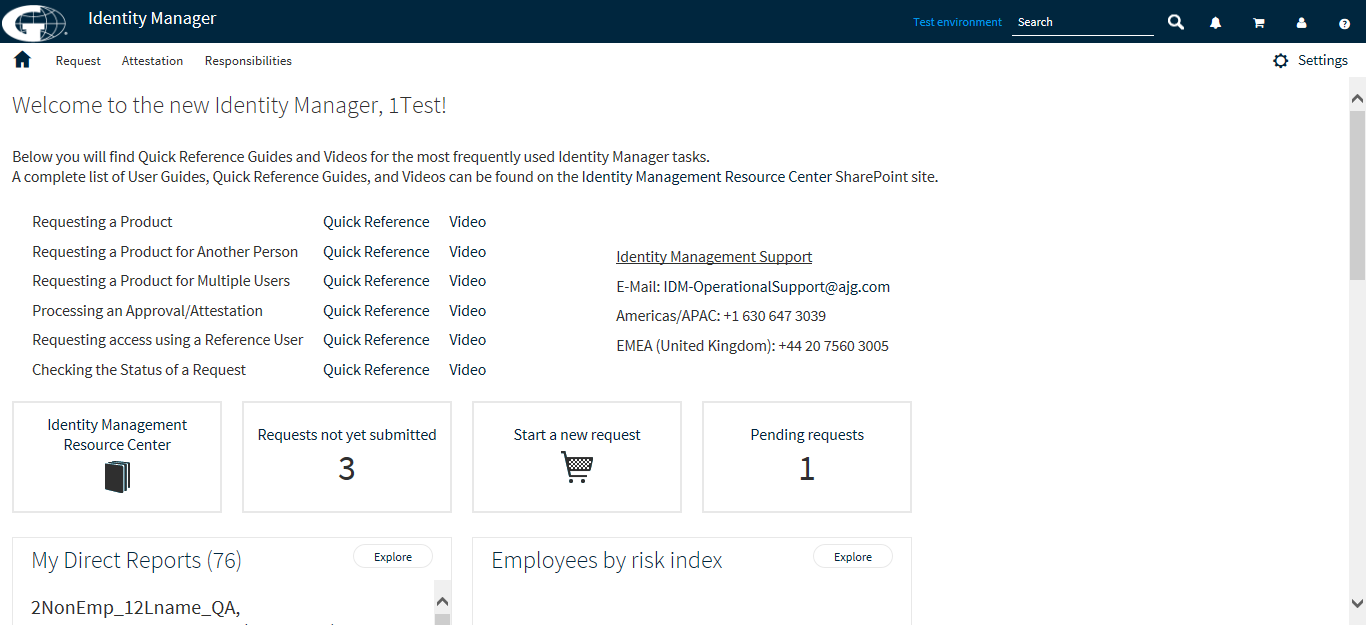 Identity Manager
Test environment
Search
Request Attestation Responsibilities
Settings
Welcome to the new Identity Manager, 1Test!
Below you will find Quick Reference Guides and Videos for the most frequently used Identity Manager tasks.
A complete list of User Guides, Quick Reference Guides, and Videos can be found on the Identity Management Resource Center SharePoint site.
Requesting a Product Quick Reference Video
Requesting a Product for Another Person Quick Reference Video
Requesting a Product for Multiple Users Quick Reference Video
Processing an Approval/Attestation Quick Reference Video
Requesting access using a Reference User Quick Reference Video
Checking the Status of a Request Quick Reference Video
Identity Management Support
E-Mail: IDM-OperationalSupport@ajg.com
Americas/APAC: +1 630 647 3039
EMEA (United Kingdom): +44 20 7560 3005
Identity Management
Resource Center
Requests not yet submitted
3
Start a new request
Pending requests
1
My Direct Reports (76)
Explore
2NonEmp_12Lname_QA,
Employees by risk index
Explore